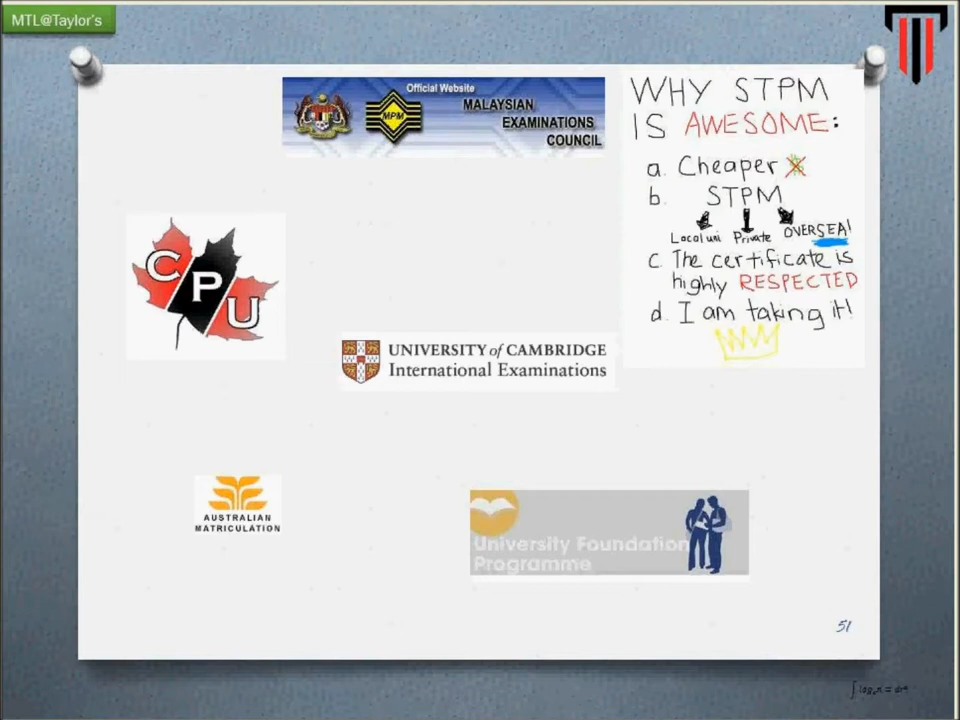 MTL@Taylor's
Official Website
MALAYSIAN
EXAMINATIONS
COUNCIL
MPM
WHY STPM
IS AWESOME:
a. Cheaper
b. STPM
Local uni Private OVERSEA!
c. The certificate is
highly RESPECTED
d. I am taking it!
CPU
UNIVERSITY of CAMBRIDGE
International Examinations
AUSTRALIAN
MATRICULATION
University Foundation
Programme
51